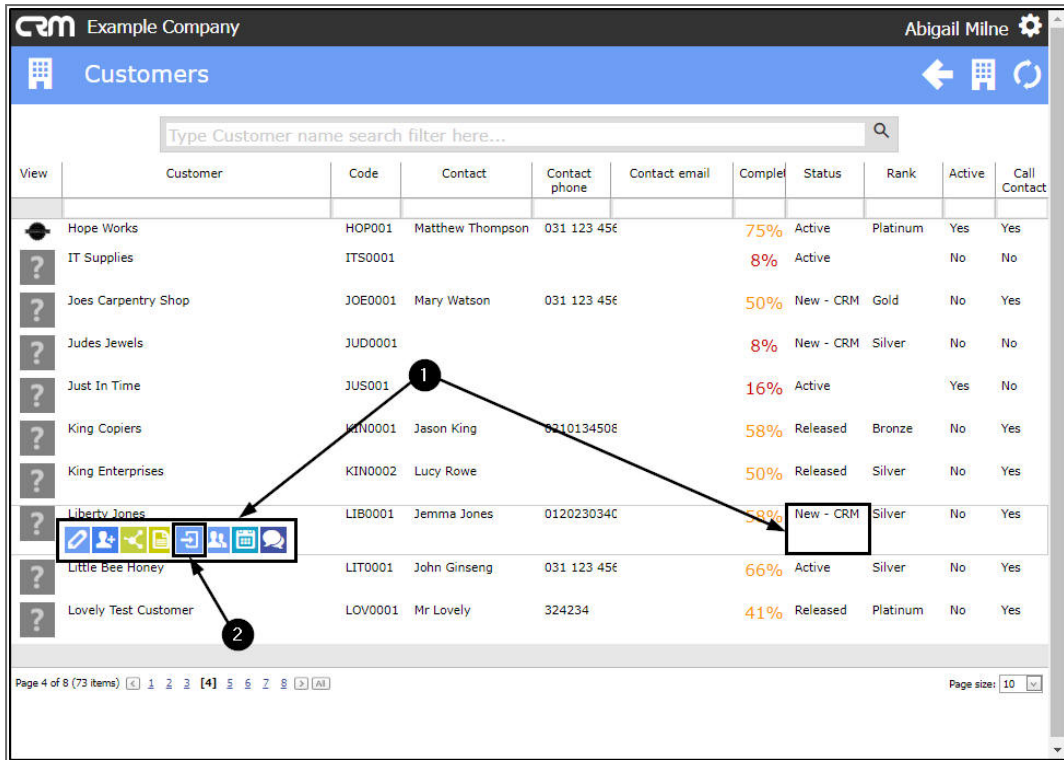 CRM Example Company Abigail Milne
Customers
Type Customer name search filter here...
View Customer Code Contact Contact phone Contact email Complet Status Rank Active Call Contact
Hope Works HOP001 Matthew Thompson 031 123 456 75% Active Platinum Yes Yes
? IT Supplies ITS0001 8% Active No No
? Joes Carpentry Shop JOE0001 Mary Watson 031 123 456 50% New - CRM Gold No Yes
? Judes Jewels JUD0001 8% New - CRM Silver No No
1
? Just In Time JUS001 16% Active Yes No
? King Copiers KIN0001 Jason King 0210134508 58% Released Bronze No Yes
? King Enterprises KIN0002 Lucy Rowe 50% Released Silver No Yes
? Liberty Jones LIB0001 Jemma Jones 0120230340 58% New - CRM Silver No Yes
? Little Bee Honey LIT0001 John Ginseng 031 123 456 66% Active Silver No Yes
? Lovely Test Customer LOV0001 Mr Lovely 324234 41% Released Platinum No Yes
2
Page 4 of 8 (73 items) < 1 2 3 [4] 5 6 7 8 > All Page size: 10